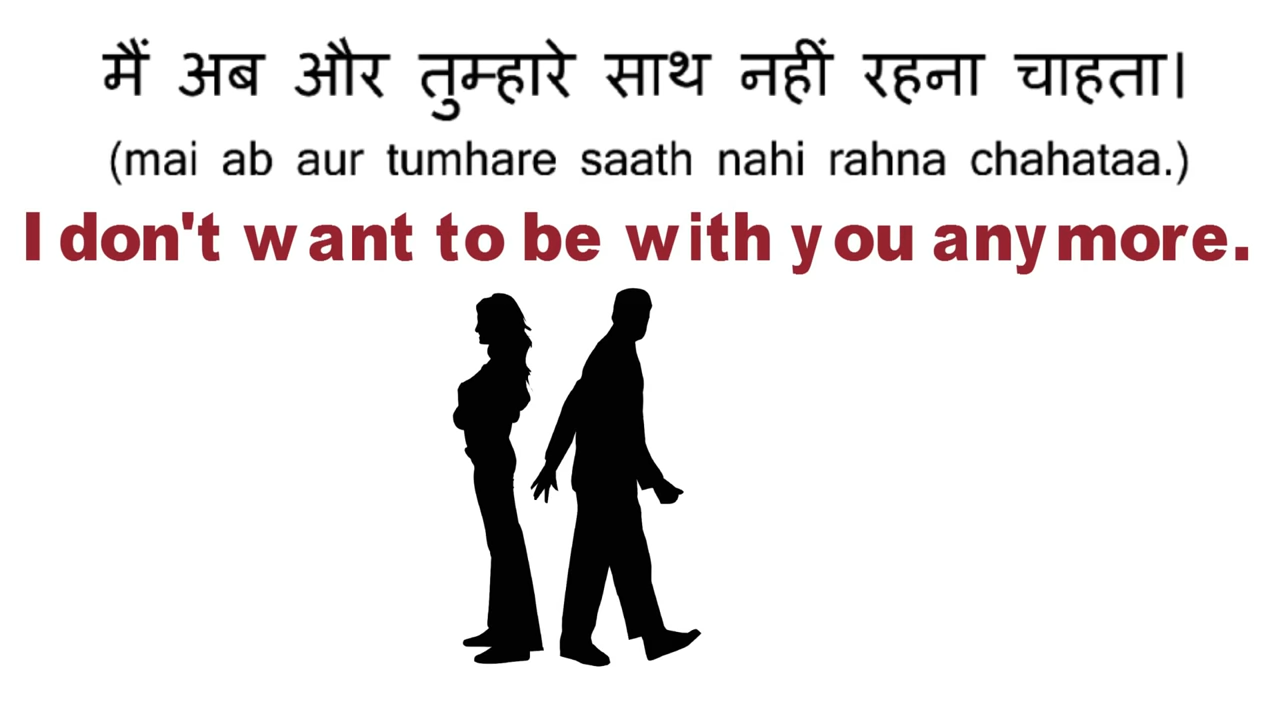 मैं अब और तुम्हारे साथ नहीं रहना चाहता।
(mai ab aur tumhare saath nahi rahna chahataa.)
I don't want to be with you anymore.